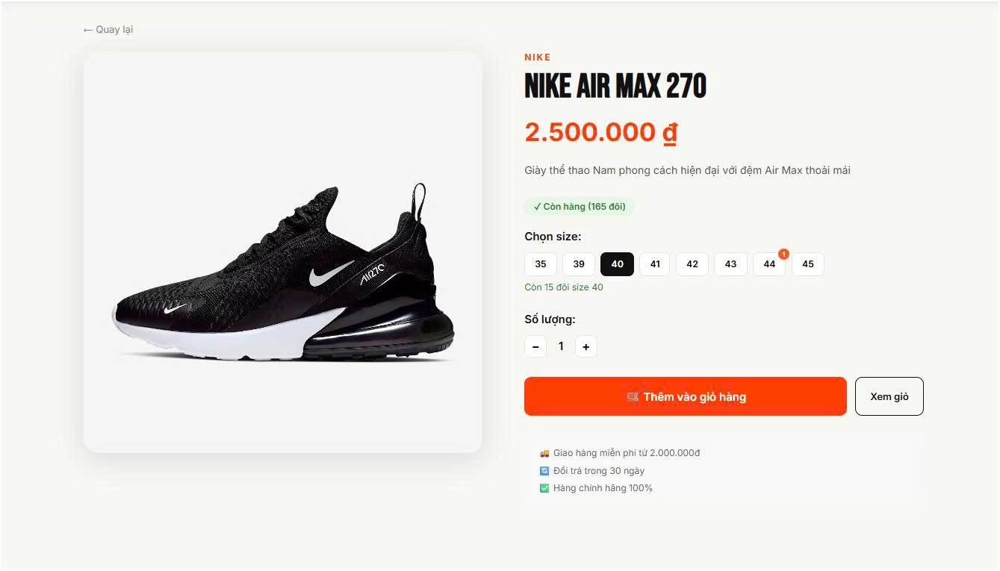 ← Quay lại
NIKE
NIKE AIR MAX 270
2.500.000 ₫
Giày thể thao Nam phong cách hiện đại với đệm Air Max thoải mái
✓ Còn hàng (165 đôi)
Chọn size:
35 39 40 41 42 43 44 1 45
Còn 15 đôi size 40
Số lượng:
− 1 +
🛒 Thêm vào giỏ hàng Xem giỏ
🚚 Giao hàng miễn phí từ 2.000.000đ
🔄 Đổi trả trong 30 ngày
✅ Hàng chính hãng 100%
AIR270